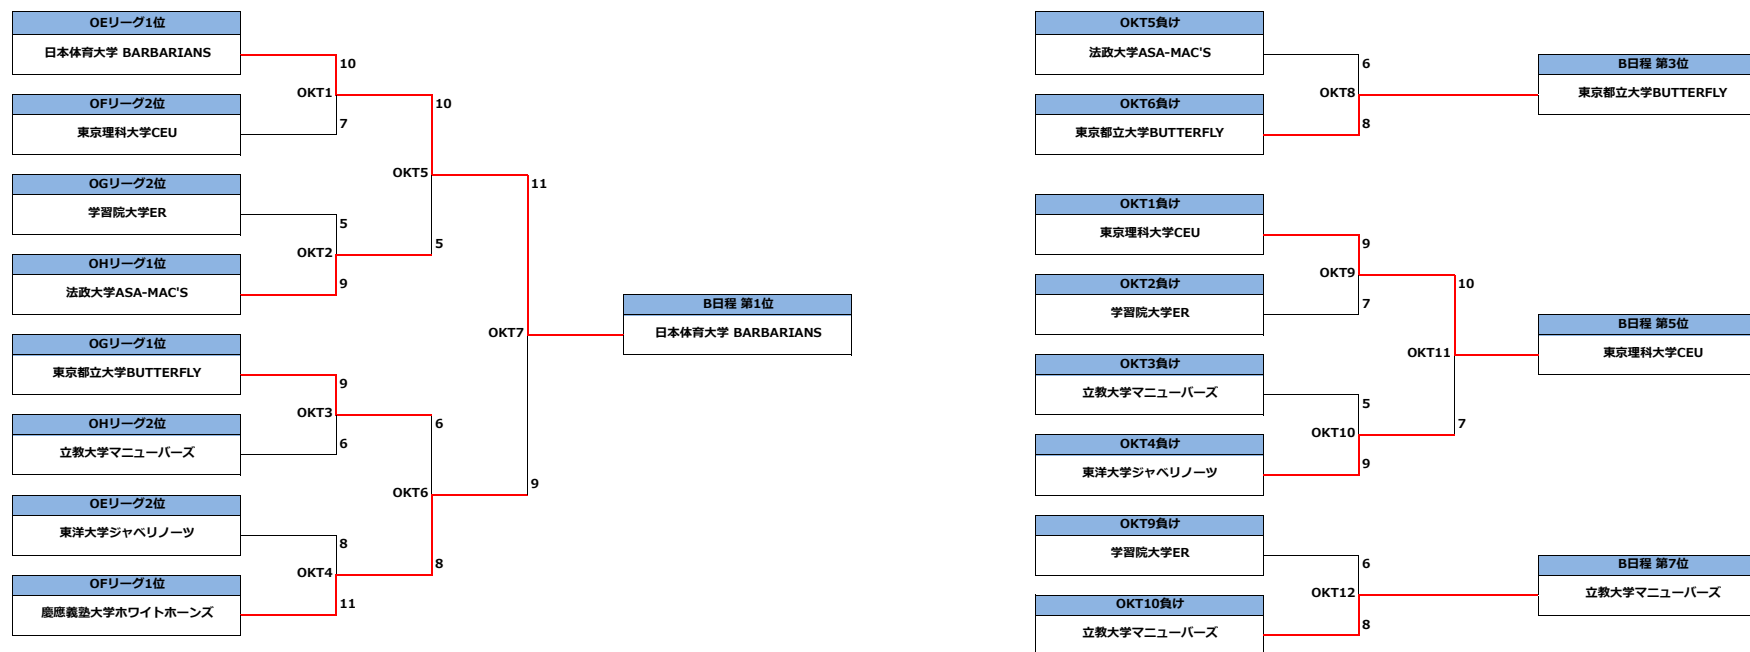 OEリーグ1位
日本体育大学 BARBARIANS
10
OKT1
OFリーグ2位
10
東京理科大学CEU
7
OKT5
OGリーグ2位
11
学習院大学ER
5
OKT2
5
OHリーグ1位
法政大学ASA-MAC'S
9
B日程 第1位
OKT7
日本体育大学 BARBARIANS
OGリーグ1位
東京都立大学BUTTERFLY
9
OKT3
OHリーグ2位
6
立教大学マニューバーズ
6
OKT6
9
OEリーグ2位
東洋大学ジャベリノーツ
8
OKT4
8
OFリーグ1位
慶應義塾大学ホワイトホーンズ
11
OKT5負け
法政大学ASA-MAC'S
6
B日程 第3位
OKT8
東京都立大学BUTTERFLY
OKT6負け
東京都立大学BUTTERFLY
8
OKT1負け
東京理科大学CEU
9
OKT9
OKT2負け
10
学習院大学ER
7
B日程 第5位
OKT11
東京理科大学CEU
OKT3負け
立教大学マニューバーズ
5
OKT10
7
OKT4負け
東洋大学ジャベリノーツ
9
OKT9負け
学習院大学ER
6
B日程 第7位
OKT12
立教大学マニューバーズ
OKT10負け
立教大学マニューバーズ
8